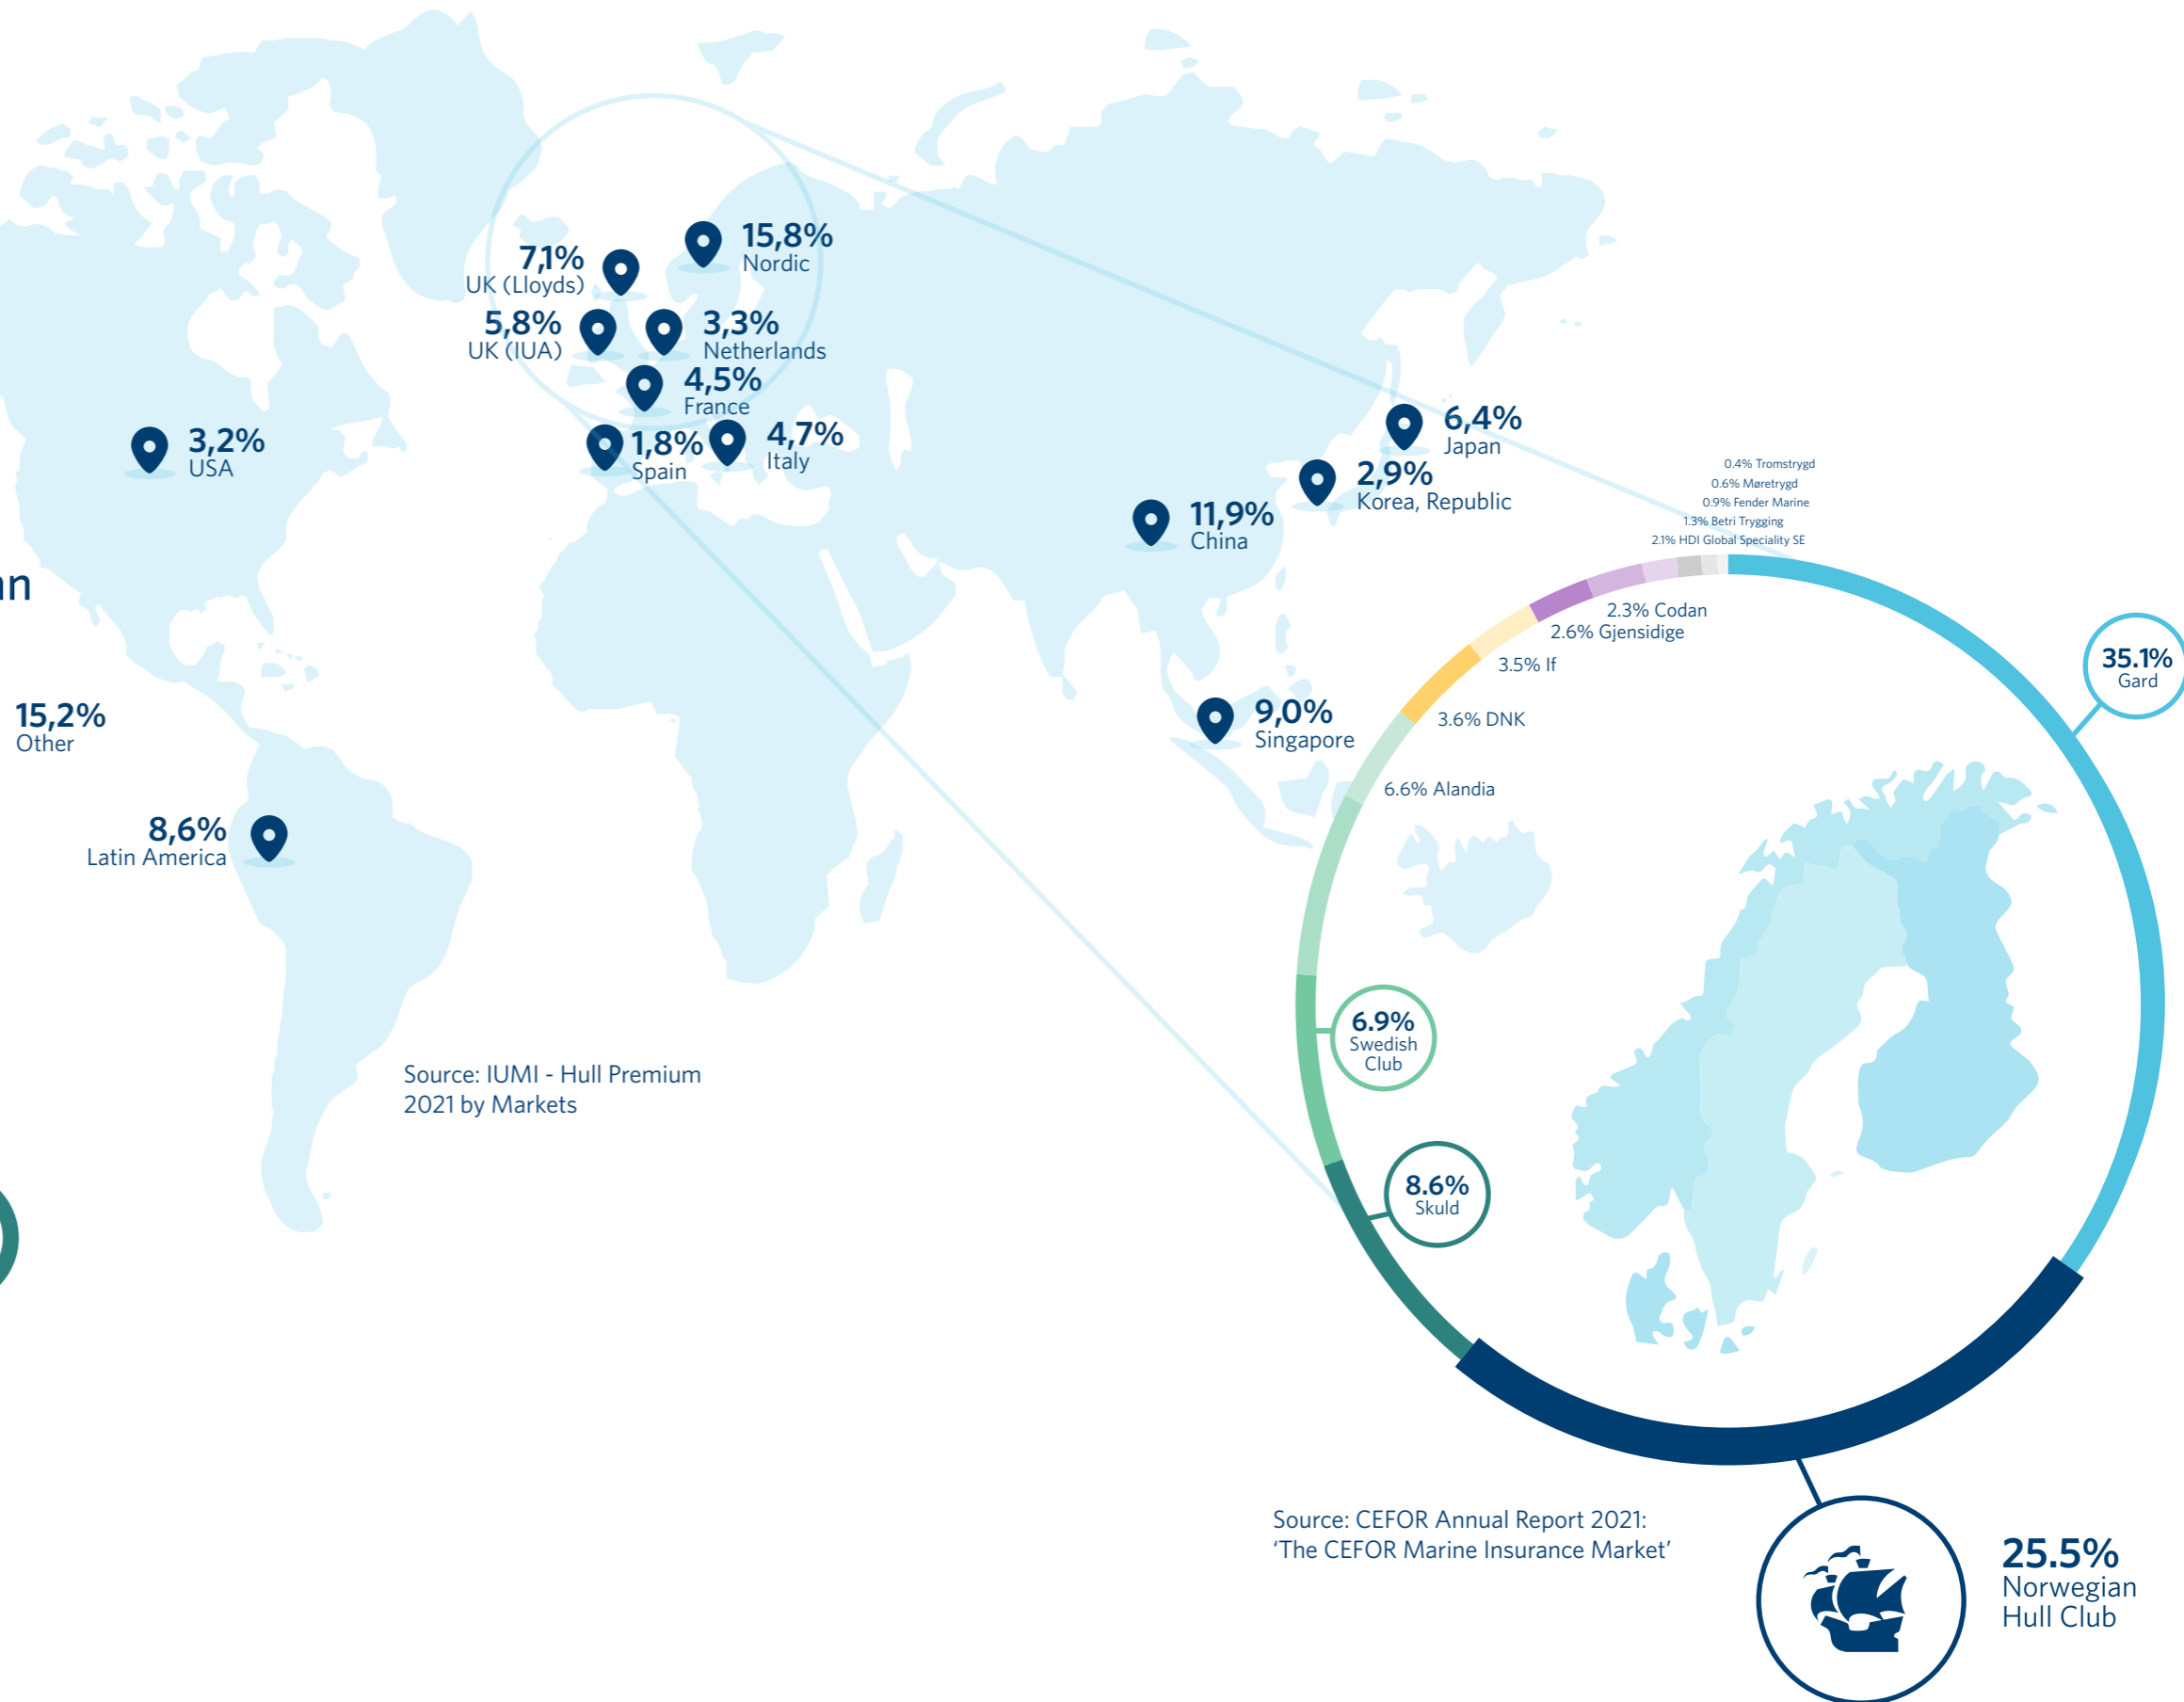 15,8%
Nordic
7,1%
UK (Lloyds)
5,8%
UK (IUA)
3,3%
Netherlands
4,5%
France
1,8%
Spain
4,7%
Italy
3,2%
USA
6,4%
Japan
2,9%
Korea, Republic
11,9%
China
9,0%
Singapore
n
15,2%
Other
8,6%
Latin America
Source: IUMI - Hull Premium
2021 by Markets
0.4% Tromstrygd
0.6% Møretrygd
0.9% Fender Marine
1.3% Betri Trygging
2.1% HDI Global Speciality SE
2.3% Codan
2.6% Gjensidige
3.5% If
3.6% DNK
6.6% Alandia
35.1%
Gard
6.9%
Swedish
Club
8.6%
Skuld
Source: CEFOR Annual Report 2021:
‘The CEFOR Marine Insurance Market’
25.5%
Norwegian
Hull Club